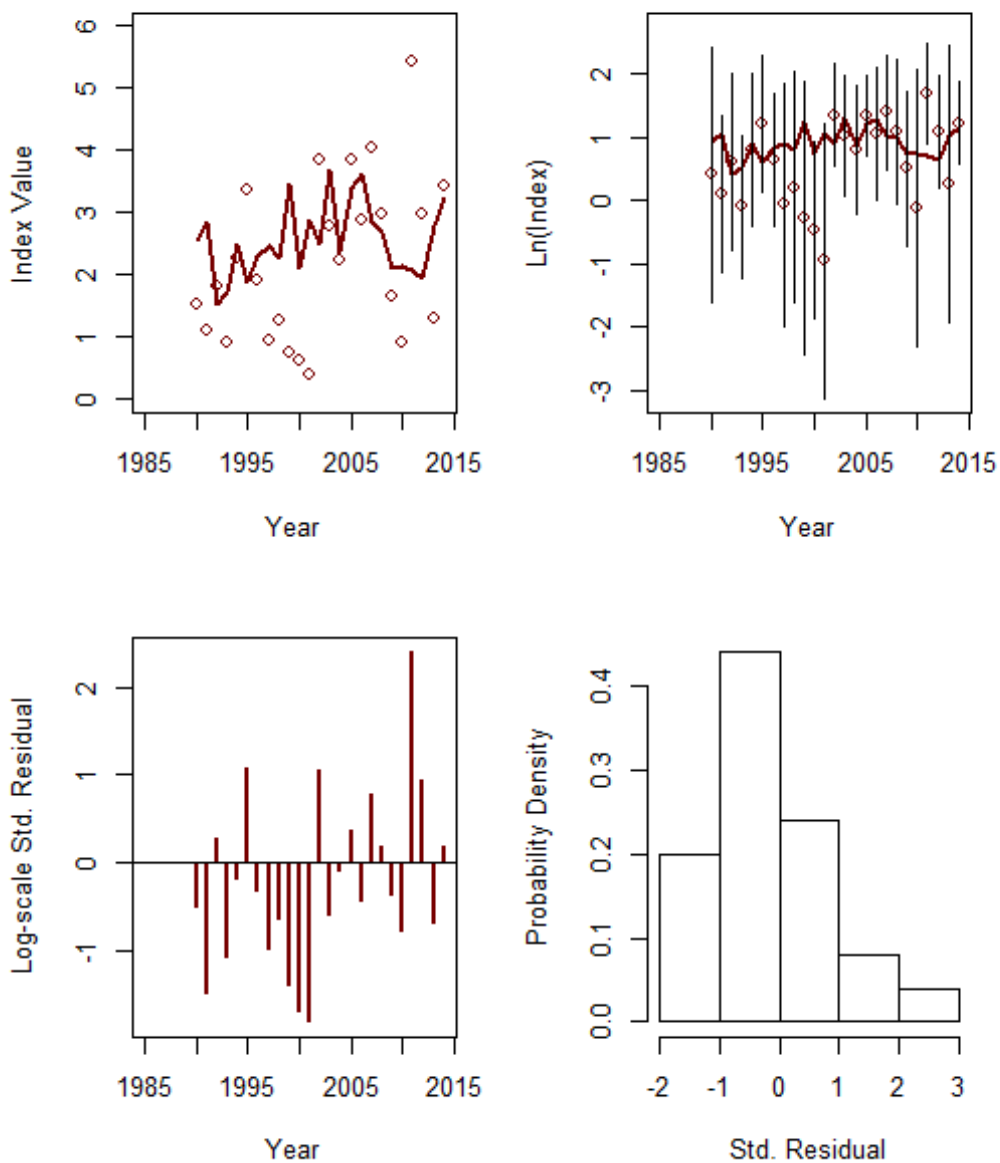 Index Value
0 1 2 3 4 5 6
1985 1995 2005 2015
Year
Ln(Index)
-3 -2 -1 0 1 2
1985 1995 2005 2015
Year
Log-scale Std. Residual
-1 0 1 2
1985 1995 2005 2015
Year
Probability Density
0.0 0.1 0.2 0.3 0.4
-2 -1 0 1 2 3
Std. Residual